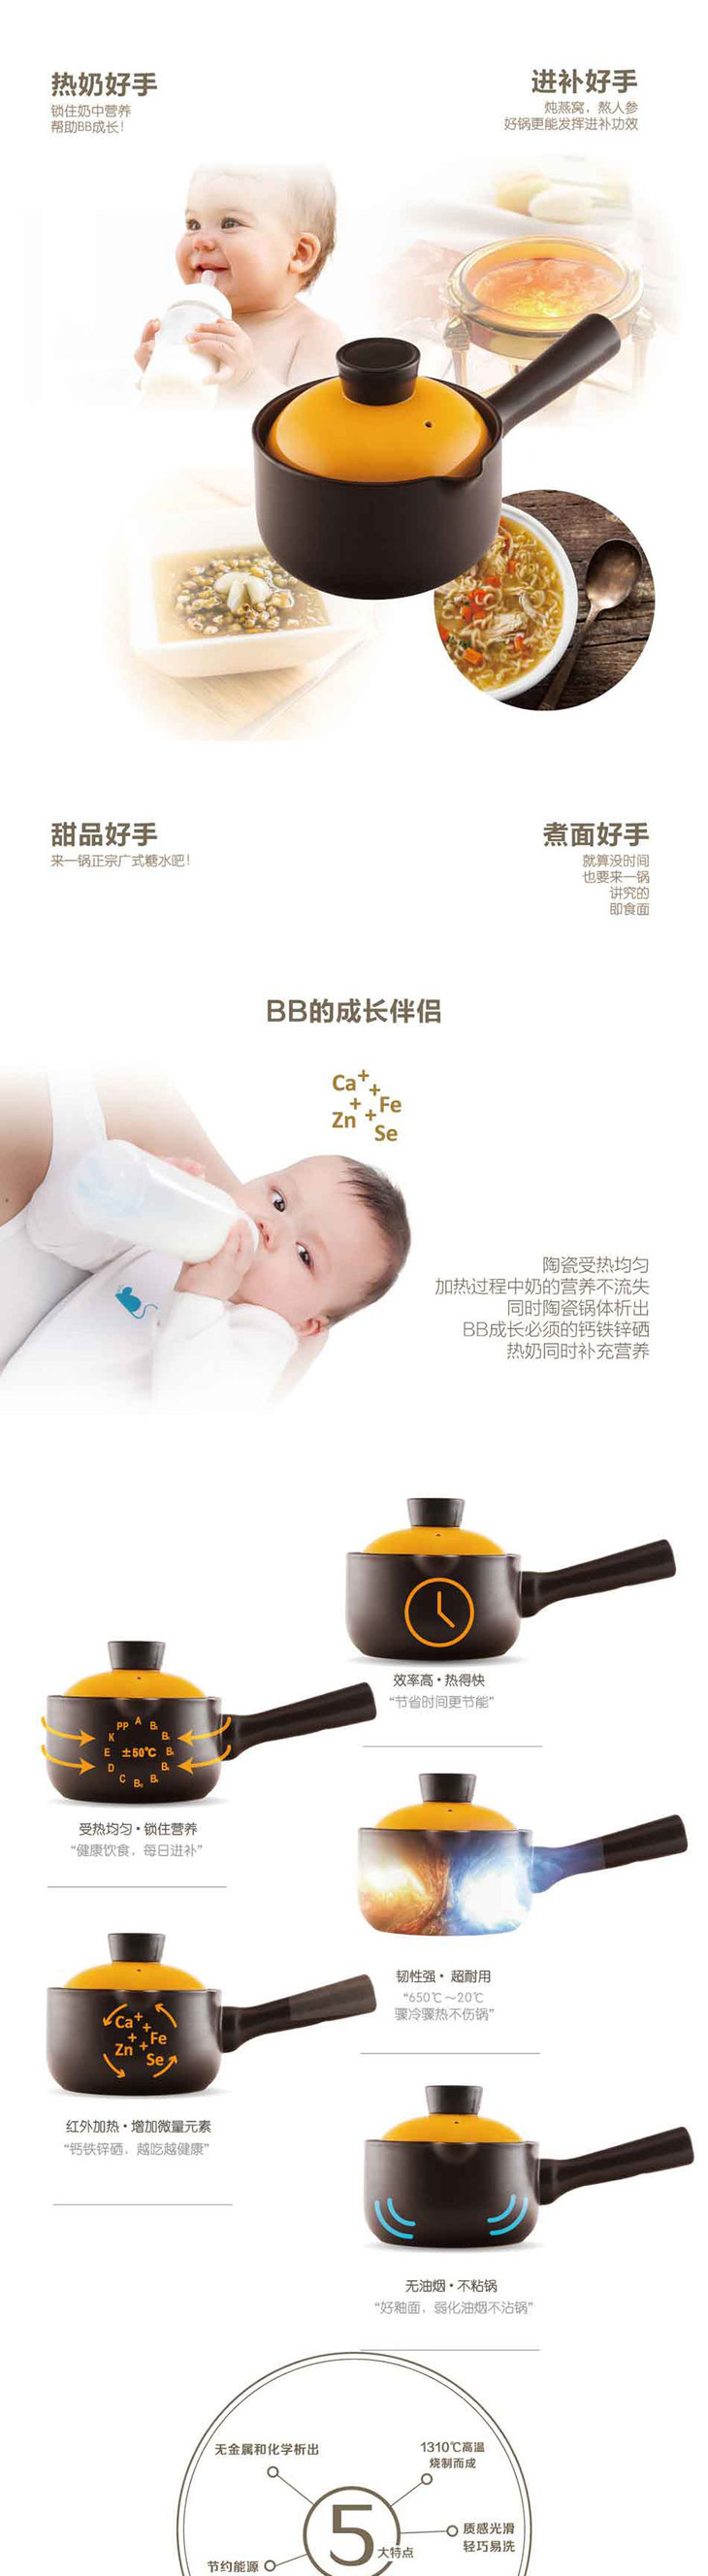 热奶好手
锁住奶中营养
帮助BB成长！
进补好手
炖燕窝，熬人参
好锅更能发挥进补功效
甜品好手
来一锅正宗广式糖水吧！
煮面好手
就算没时间
也要来一锅
讲究的
即食面
BB的成长伴侣
Ca+
+
+ Fe
Zn +
Se
陶瓷受热均匀
加热过程中奶的营养不流失
同时陶瓷锅体析出
BB成长必须的钙铁锌硒
热奶同时补充营养
效率高·热得快
“节省时间更节能”
PP A
K
E ±50℃
D
C
受热均匀·锁住营养
“健康饮食，每日进补”
韧性强· 超耐用
“650℃～20℃
骤冷骤热不伤锅”
Ca+
+
+ Fe
Zn +
Se
红外加热·增加微量元素
“钙铁锌硒，越吃越健康”
无油烟·不粘锅
“好釉面，弱化油烟不沾锅”
无金属和化学析出
1310℃高温
烧制而成
5
大特点
质感光滑
轻巧易洗
节约能源